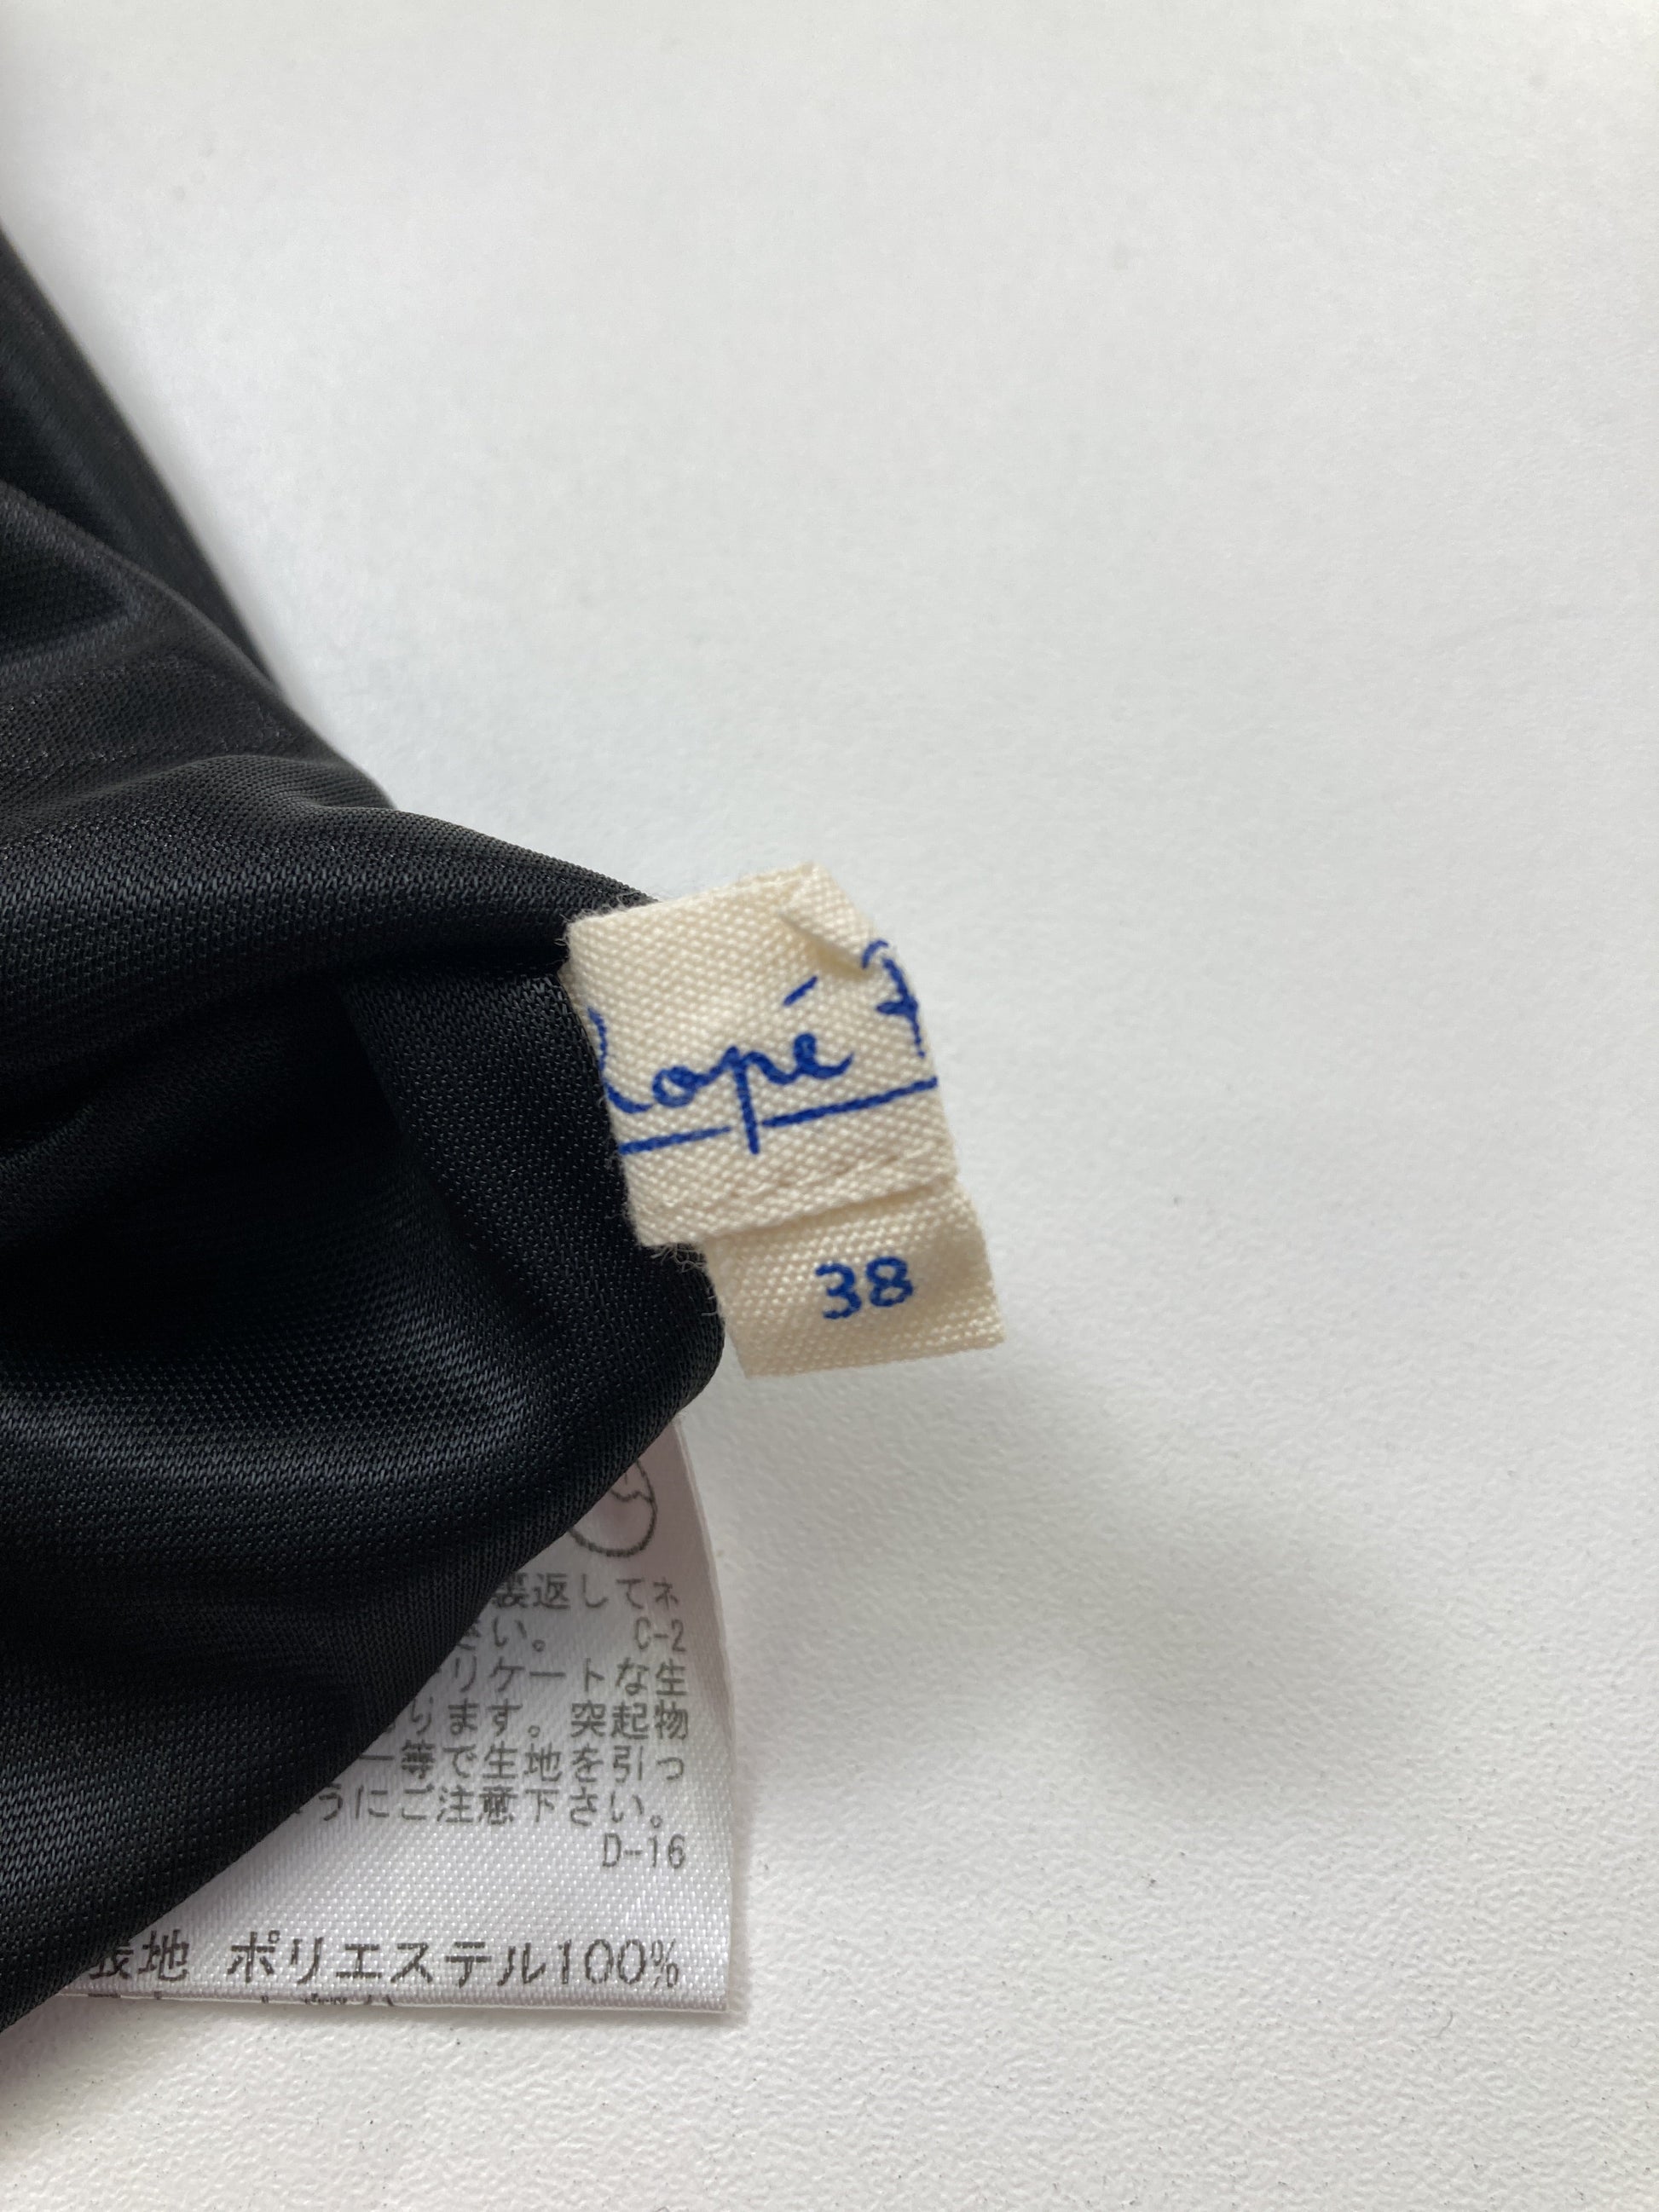 Ropé P
38
裏返してネ
さい。 C-2
リケートな生
ります。突起物
ー等で生地を引っ
うにご注意下さい。
D-16
表地 ポリエステル100%